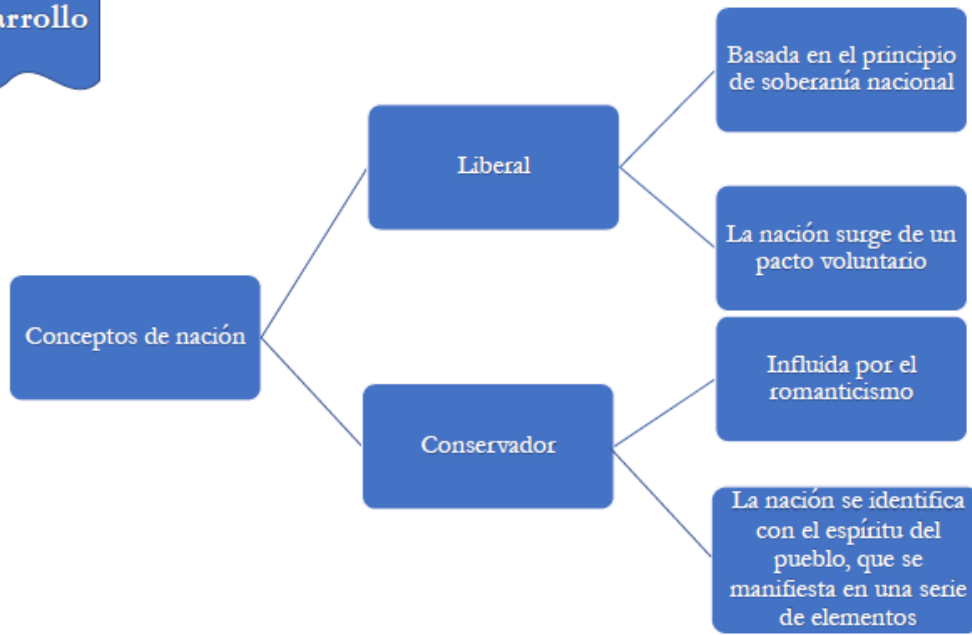 arrollo
Conceptos de nación
Liberal
Basada en el principio
de soberanía nacional
La nación surge de un
pacto voluntario
Conservador
Influida por el
romanticismo
La nación se identifica
con el espíritu del
pueblo, que se
manifiesta en una serie
de elementos